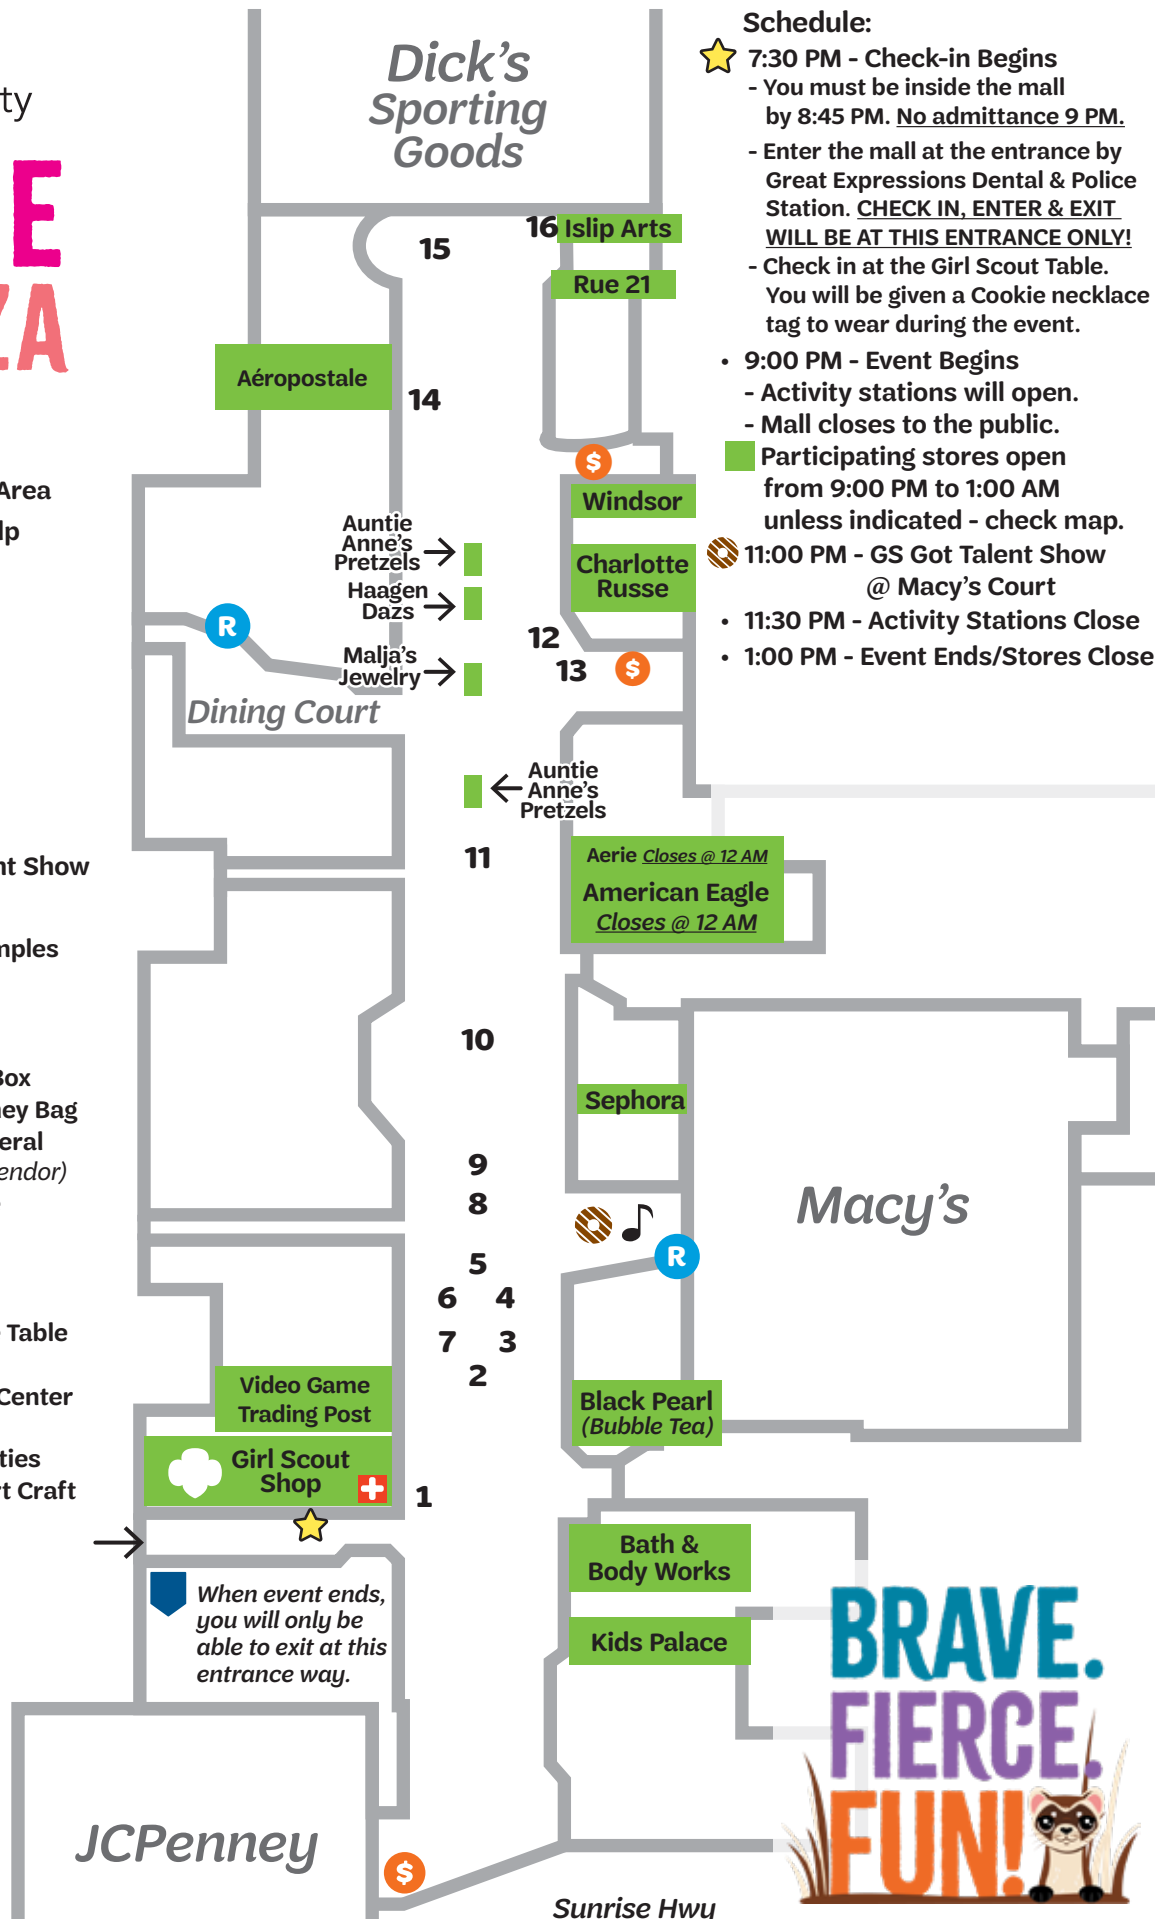 Schedule:
7:30 PM - Check-in Begins
- You must be inside the mall
by 8:45 PM. No admittance 9 PM.
- Enter the mall at the entrance by
Great Expressions Dental & Police
Station. CHECK IN, ENTER & EXIT
WILL BE AT THIS ENTRANCE ONLY!
- Check in at the Girl Scout Table.
You will be given a Cookie necklace
tag to wear during the event.
• 9:00 PM - Event Begins
- Activity stations will open.
- Mall closes to the public.
Participating stores open
from 9:00 PM to 1:00 AM
unless indicated - check map.
11:00 PM - GS Got Talent Show
@ Macy's Court
• 11:30 PM - Activity Stations Close
• 1:00 PM - Event Ends/Stores Close
ty
E
ZA
Area
lp
nt Show
mples
Box
ney Bag
eral
endor)
Table
Center
ties
rt Craft
Dick's
Sporting
Goods
15
16
Islip Arts
Rue 21
Aéropostale
14
$
Windsor
Auntie
Anne's
Pretzels
Charlotte
Russe
Haagen
Dazs
R
12
13
$
Malja's
Jewelry
Dining Court
Auntie
Anne's
Pretzels
11
Aerie Closes @ 12 AM
American Eagle
Closes @ 12 AM
10
Sephora
9
8
Macy's
R
5
6
4
7
3
2
Video Game
Trading Post
Black Pearl
(Bubble Tea)
Girl Scout
Shop
1
Bath &
Body Works
When event ends,
you will only be
able to exit at this
entrance way.
Kids Palace
BRAVE.
FIERCE.
FUN!
JCPenney
$
Sunrise Hwy